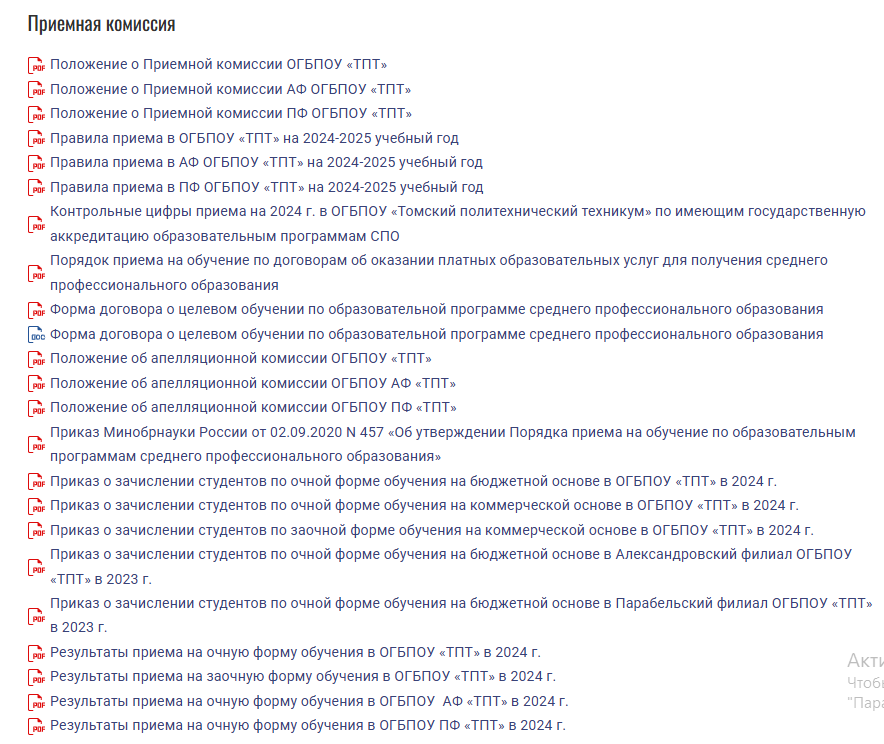 Приемная комиссия
Положение о Приемной комиссии ОГБПОУ «ТПТ»
Положение о Приемной комиссии АФ ОГБПОУ «ТПТ»
Положение о Приемной комиссии ПФ ОГБПОУ «ТПТ»
Правила приема в ОГБПОУ «ТПТ» на 2024-2025 учебный год
Правила приема в АФ ОГБПОУ «ТПТ» на 2024-2025 учебный год
Правила приема в ПФ ОГБПОУ «ТПТ» на 2024-2025 учебный год
Контрольные цифры приема на 2024 г. в ОГБПОУ «Томский политехнический техникум» по имеющим государственную
аккредитацию образовательным программам СПО
Порядок приема на обучение по договорам об оказании платных образовательных услуг для получения среднего
профессионального образования
Форма договора о целевом обучении по образовательной программе среднего профессионального образования
Форма договора о целевом обучении по образовательной программе среднего профессионального образования
Положение об апелляционной комиссии ОГБПОУ «ТПТ»
Положение об апелляционной комиссии ОГБПОУ АФ «ТПТ»
Положение об апелляционной комиссии ОГБПОУ ПФ «ТПТ»
Приказ Минобрнауки России от 02.09.2020 N 457 «Об утверждении Порядка приема на обучение по образовательным
программам среднего профессионального образования»
Приказ о зачислении студентов по очной форме обучения на бюджетной основе в ОГБПОУ «ТПТ» в 2024 г.
Приказ о зачислении студентов по очной форме обучения на коммерческой основе в ОГБПОУ «ТПТ» в 2024 г.
Приказ о зачислении студентов по заочной форме обучения на коммерческой основе в ОГБПОУ «ТПТ» в 2024 г.
Приказ о зачислении студентов по очной форме обучения на бюджетной основе в Александровский филиал ОГБПОУ
«ТПТ» в 2023 г.
Приказ о зачислении студентов по очной форме обучения на бюджетной основе в Парабельский филиал ОГБПОУ «ТПТ»
в 2023 г.
Результаты приема на очную форму обучения в ОГБПОУ «ТПТ» в 2024 г.
Результаты приема на заочную форму обучения в ОГБПОУ «ТПТ» в 2024 г.
Результаты приема на очную форму обучения в ОГБПОУ АФ «ТПТ» в 2024 г.
Результаты приема на очную форму обучения в ОГБПОУ ПФ «ТПТ» в 2024 г.